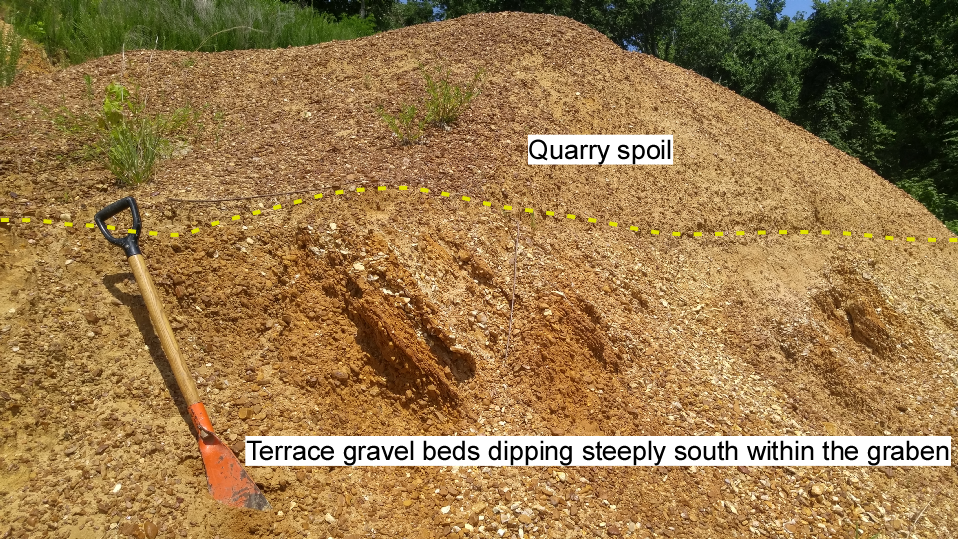 Quarry spoil
Terrace gravel beds dipping steeply south within the graben